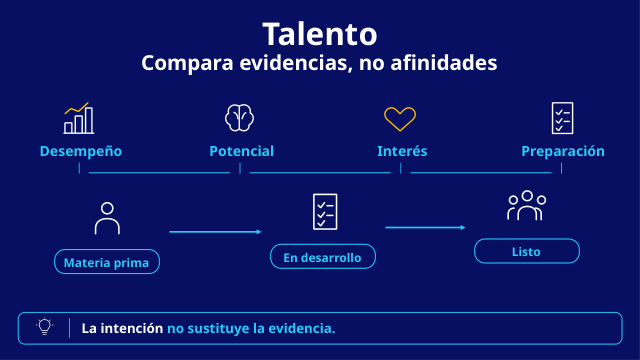 Talento
Compara evidencias, no afinidades
Desempeño
Potencial
Interés
Preparación
Materia prima
En desarrollo
Listo
La intención no sustituye la evidencia.